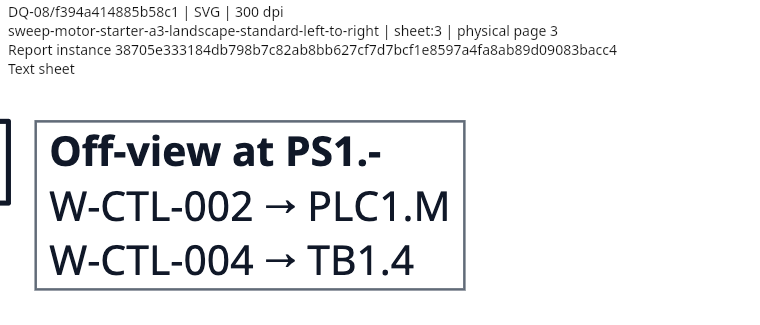 DQ-08/f394a414885b58c1 | SVG | 300 dpi
sweep-motor-starter-a3-landscape-standard-left-to-right | sheet:3 | physical page 3
Report instance 38705e333184db798b7c82ab8bb627cf7d7bcf1e8597a4fa8ab89d09083bacc4
Text sheet
Off-view at PS1.-
W-CTL-002 → PLC1.M
W-CTL-004 → TB1.4